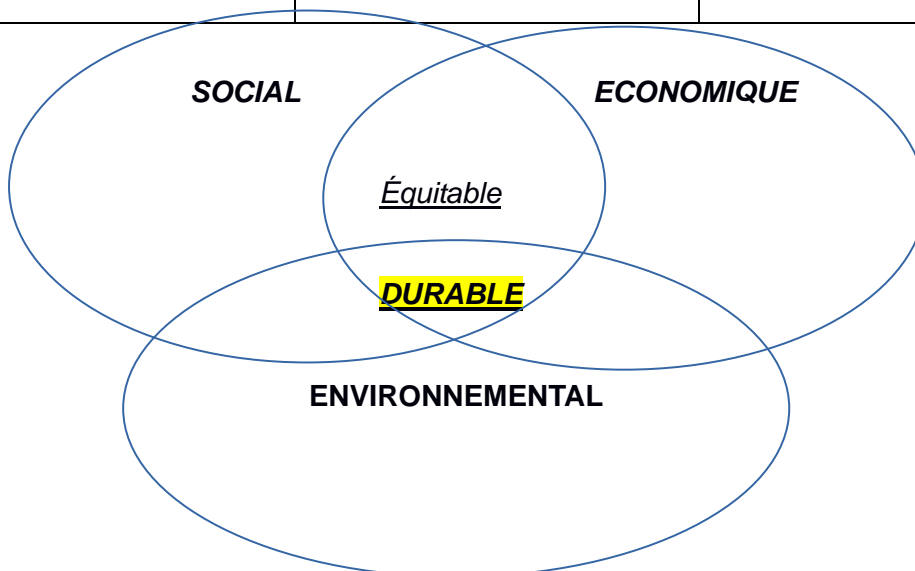 SOCIAL
ECONOMIQUE
Équitable
DURABLE
ENVIRONNEMENTAL